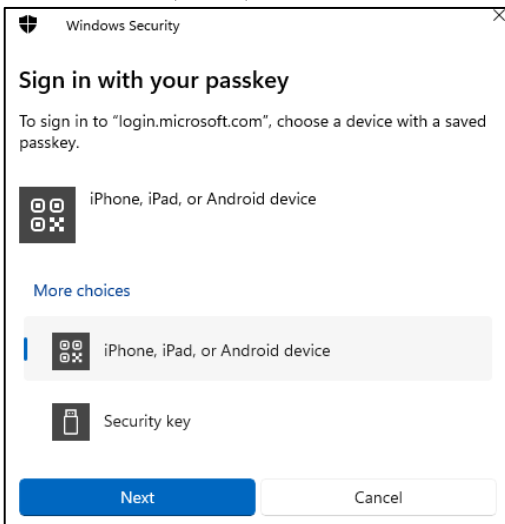 Windows Security
Sign in with your passkey
To sign in to “login.microsoft.com”, choose a device with a saved
passkey.
iPhone, iPad, or Android device
More choices
iPhone, iPad, or Android device
Security key
Next
Cancel